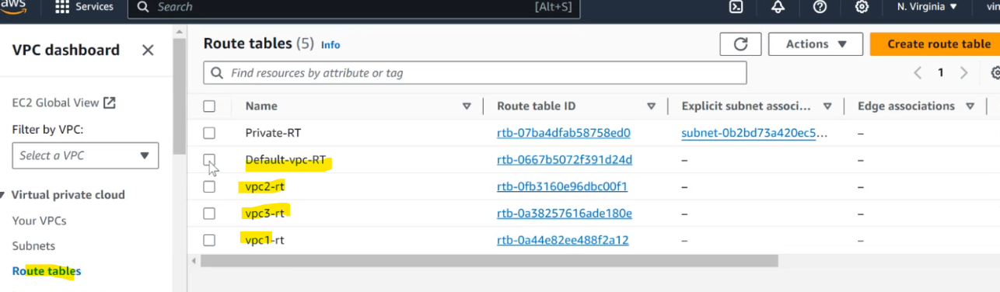 aws Services Search [Alt+S] N. Virginia vin
VPC dashboard
EC2 Global View
Filter by VPC:
Select a VPC
Virtual private cloud
Your VPCs
Subnets
Route tables
Route tables (5) Info Actions Create route table
Find resources by attribute or tag 1
Name Route table ID Explicit subnet associ... Edge associations
Private-RT rtb-07ba4dfab58758ed0 subnet-0b2bd73a420ec5... –
Default-vpc-RT rtb-0667b5072f391d24d – –
vpc2-rt rtb-0fb3160e96dbc00f1 – –
vpc3-rt rtb-0a38257616ade180e – –
vpc1-rt rtb-0a44e82ee488f2a12 – –